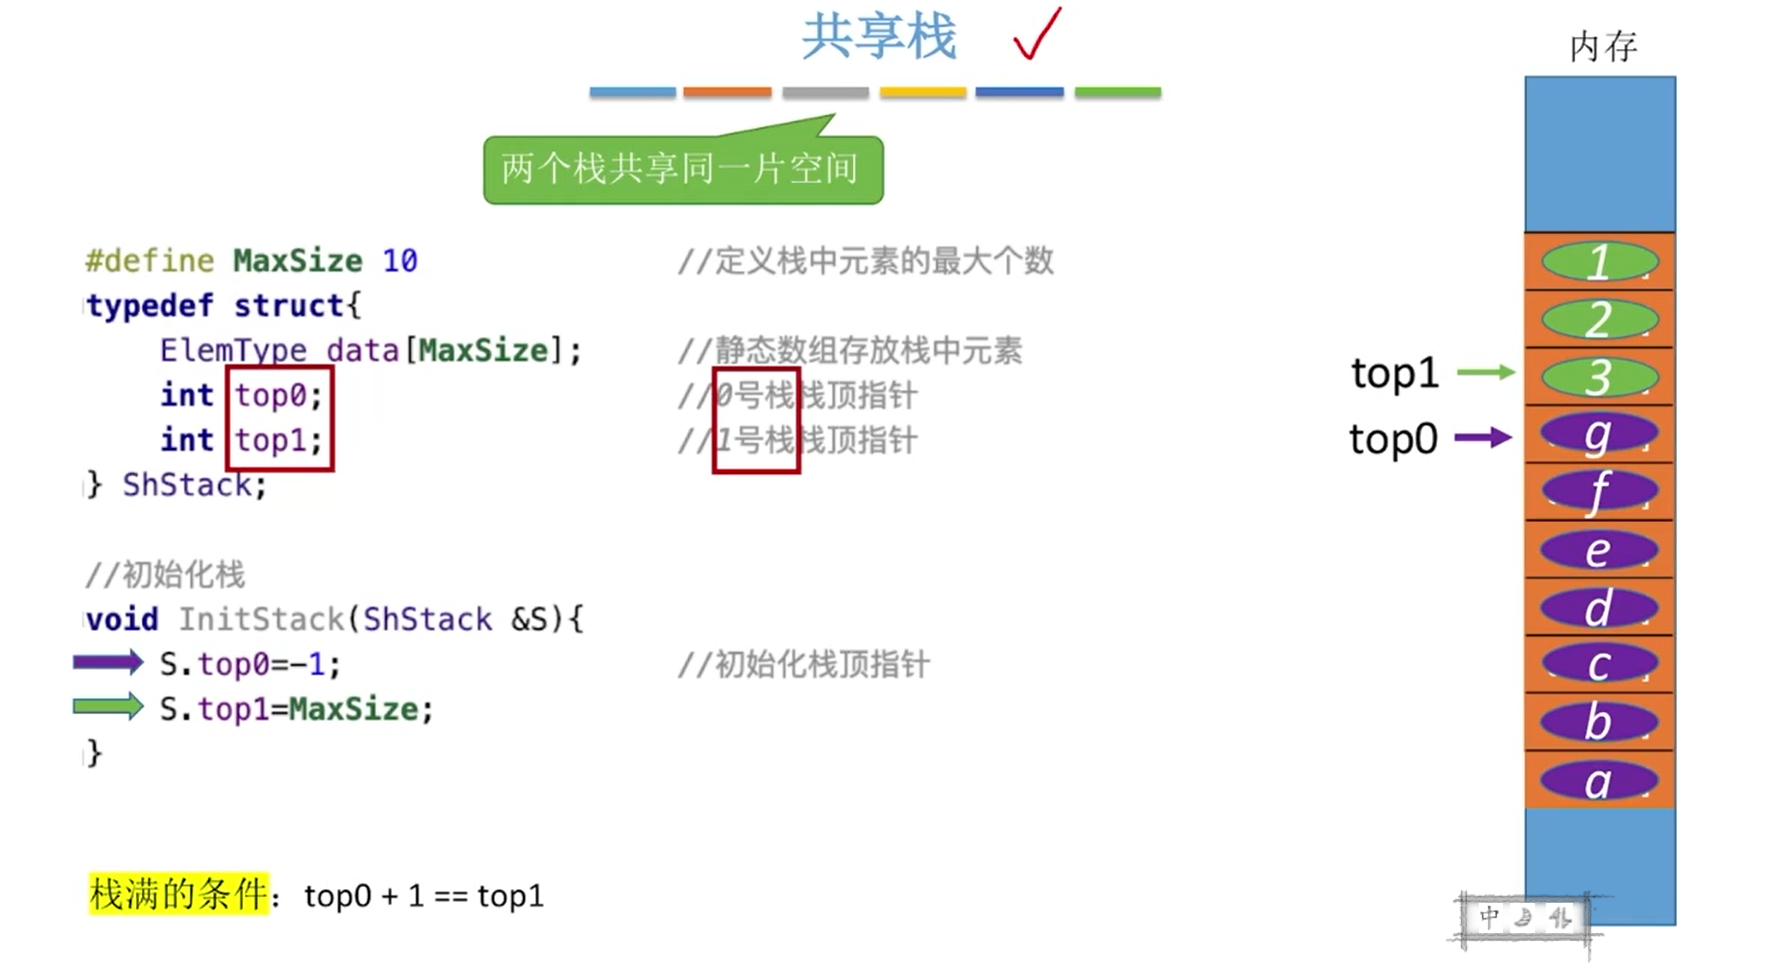 共享栈
两个栈共享同一片空间
#define MaxSize 10 //定义栈中元素的最大个数
typedef struct{
ElemType data[MaxSize]; //静态数组存放栈中元素
int top0; //0号栈栈顶指针
int top1; //1号栈栈顶指针
} ShStack;
//初始化栈
void InitStack(ShStack &S){
S.top0=-1; //初始化栈顶指针
S.top1=MaxSize;
}
栈满的条件：top0 + 1 == top1
内存
1
2
top1 3
top0 g
f
e
d
c
b
a
中